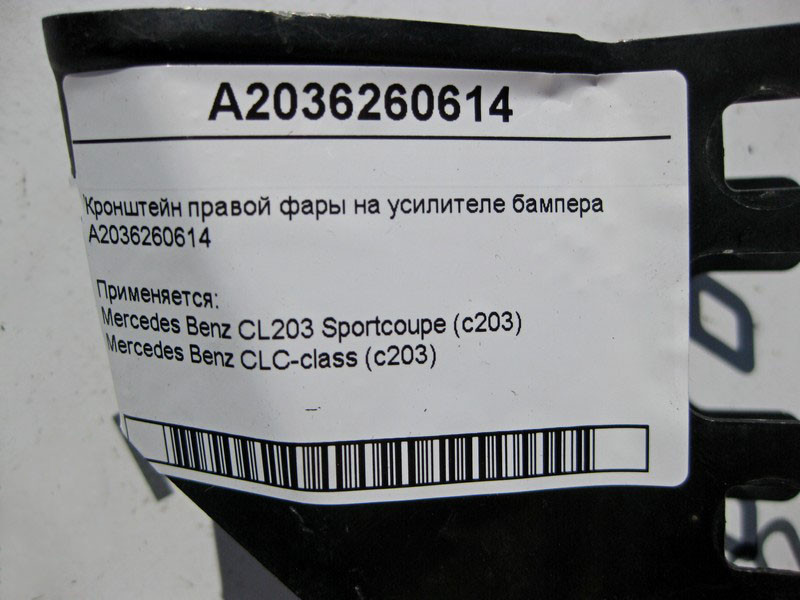 A2036260614
Кронштейн правой фары на усилителе бампера
A2036260614
Применяется:
Mercedes Benz CL203 Sportcoupe (c203)
Mercedes Benz CLC-class (c203)